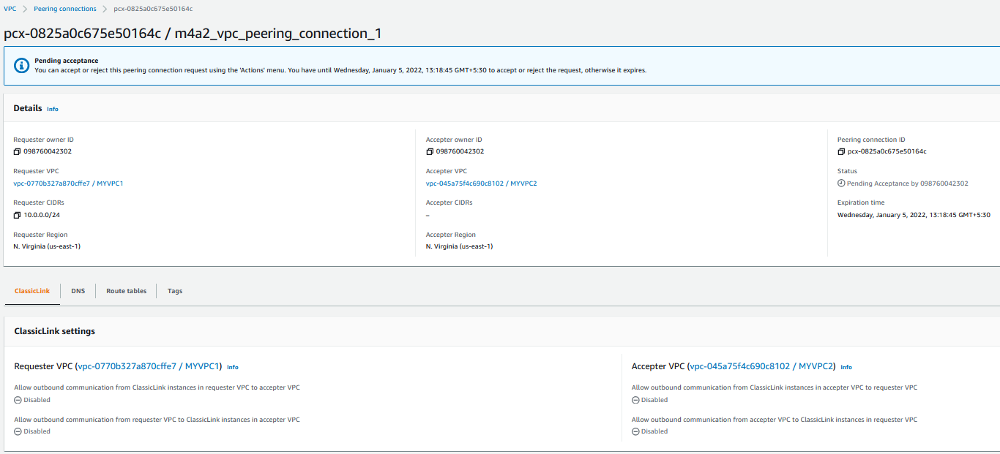 VPC > Peering connections > pcx-0825a0c675e50164c
pcx-0825a0c675e50164c / m4a2_vpc_peering_connection_1
Pending acceptance
You can accept or reject this peering connection request using the 'Actions' menu. You have until Wednesday, January 5, 2022, 13:18:45 GMT+5:30 to accept or reject the request, otherwise it expires.
Details Info
Requester owner ID
098760042302
Requester VPC
vpc-0770b327a870cffe7 / MYVPC1
Requester CIDRs
10.0.0.0/24
Requester Region
N. Virginia (us-east-1)
Accepter owner ID
098760042302
Accepter VPC
vpc-045a75f4c690c8102 / MYVPC2
Accepter CIDRs
–
Accepter Region
N. Virginia (us-east-1)
Peering connection ID
pcx-0825a0c675e50164c
Status
Pending Acceptance by 098760042302
Expiration time
Wednesday, January 5, 2022, 13:18:45 GMT+5:30
ClassicLink DNS Route tables Tags
ClassicLink settings
Requester VPC (vpc-0770b327a870cffe7 / MYVPC1) Info
Allow outbound communication from ClassicLink instances in requester VPC to accepter VPC
Disabled
Allow outbound communication from requester VPC to ClassicLink instances in accepter VPC
Disabled
Accepter VPC (vpc-045a75f4c690c8102 / MYVPC2) Info
Allow outbound communication from ClassicLink instances in accepter VPC to requester VPC
Disabled
Allow outbound communication from accepter VPC to ClassicLink instances in requester VPC
Disabled